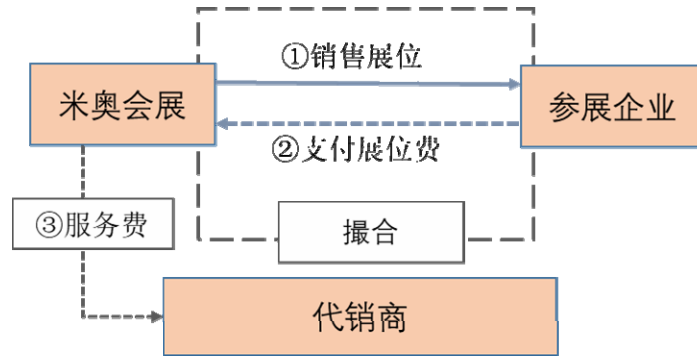 ①销售展位
米奥会展
参展企业
②支付展位费
③服务费
撮合
代销商